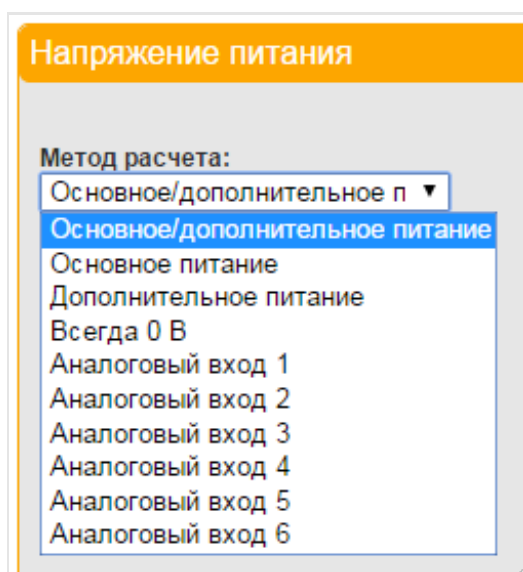 Напряжение питания
Метод расчета:
Основное/дополнительное п
Основное/дополнительное питание
Основное питание
Дополнительное питание
Всегда 0 В
Аналоговый вход 1
Аналоговый вход 2
Аналоговый вход 3
Аналоговый вход 4
Аналоговый вход 5
Аналоговый вход 6